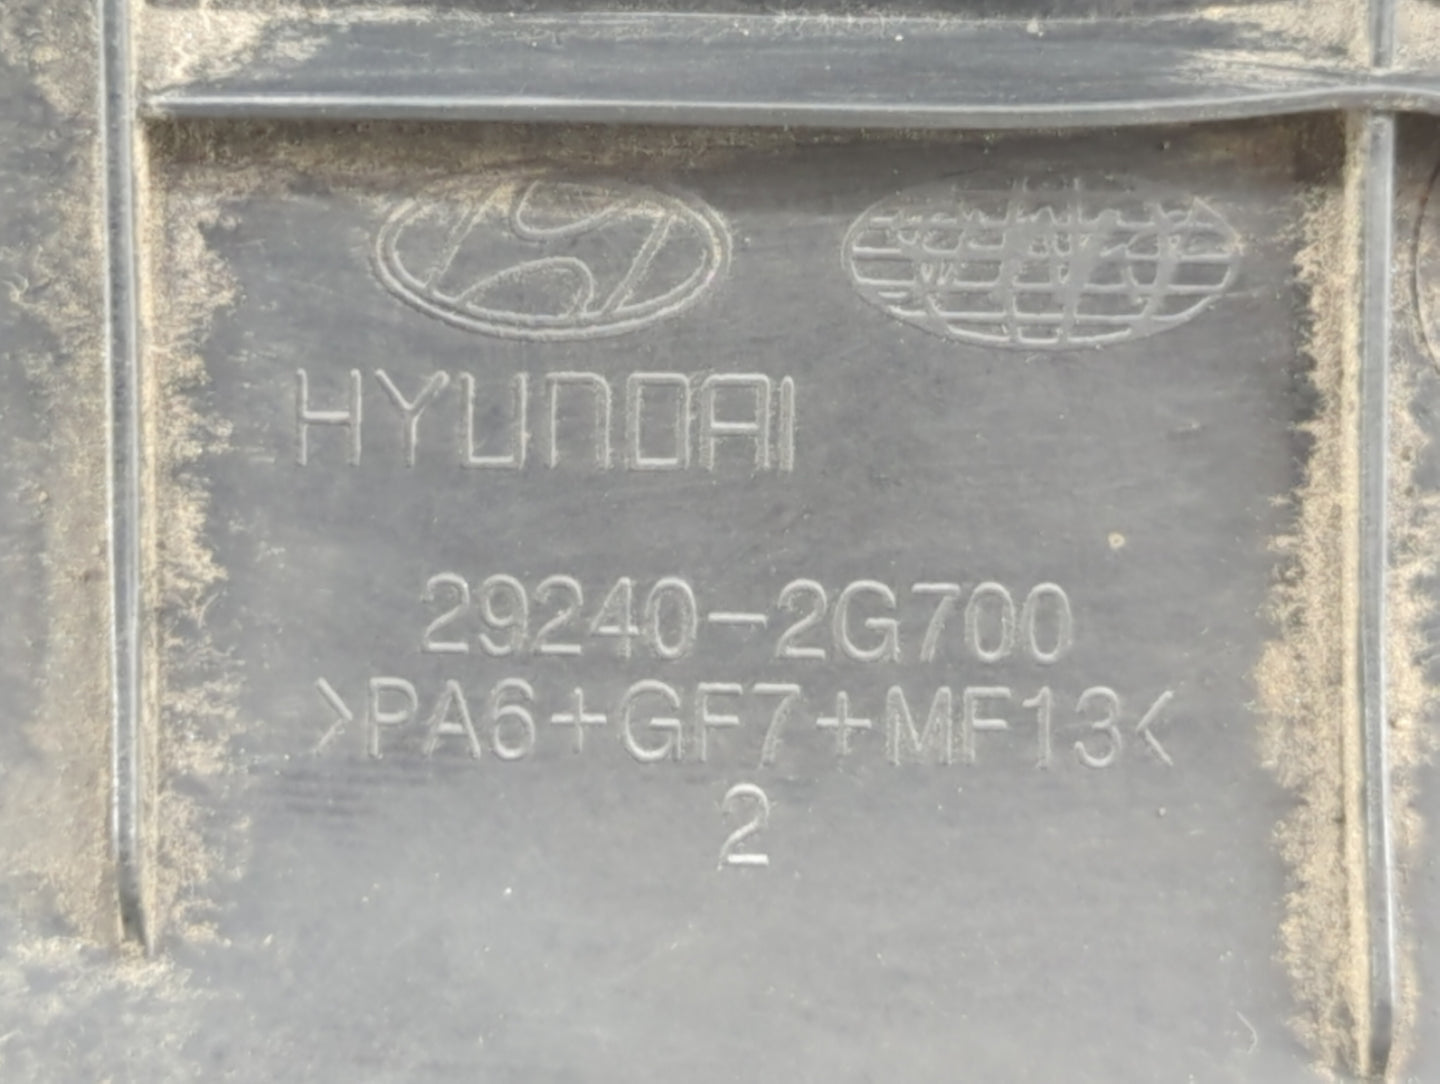 HYUNDAI
29240-2G700
>PA6+GF7+MF13<
2